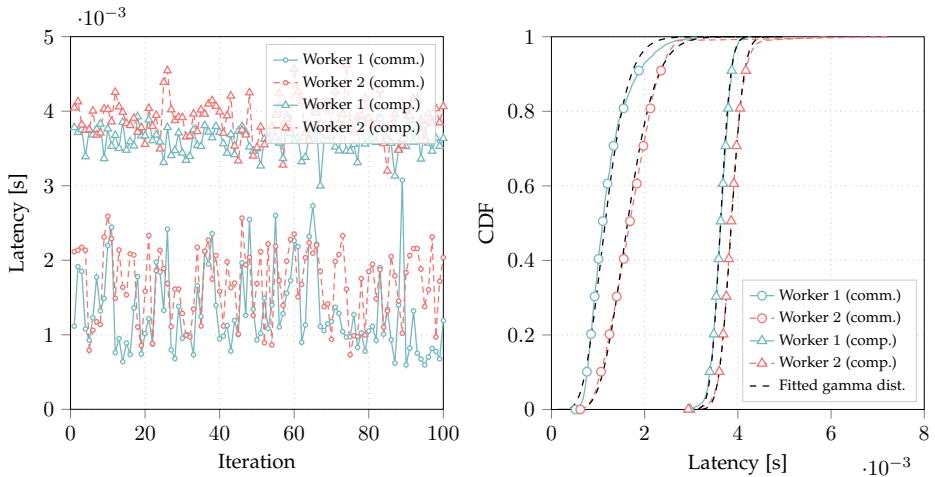 ·10⁻³
5
4
3
2
1
0
Latency [s]
0
20
40
60
80
100
Iteration
Worker 1 (comm.)
Worker 2 (comm.)
Worker 1 (comp.)
Worker 2 (comp.)
1
0.8
0.6
0.4
0.2
0
CDF
0
2
4
6
8
Latency [s]
·10⁻³
Worker 1 (comm.)
Worker 2 (comm.)
Worker 1 (comp.)
Worker 2 (comp.)
Fitted gamma dist.